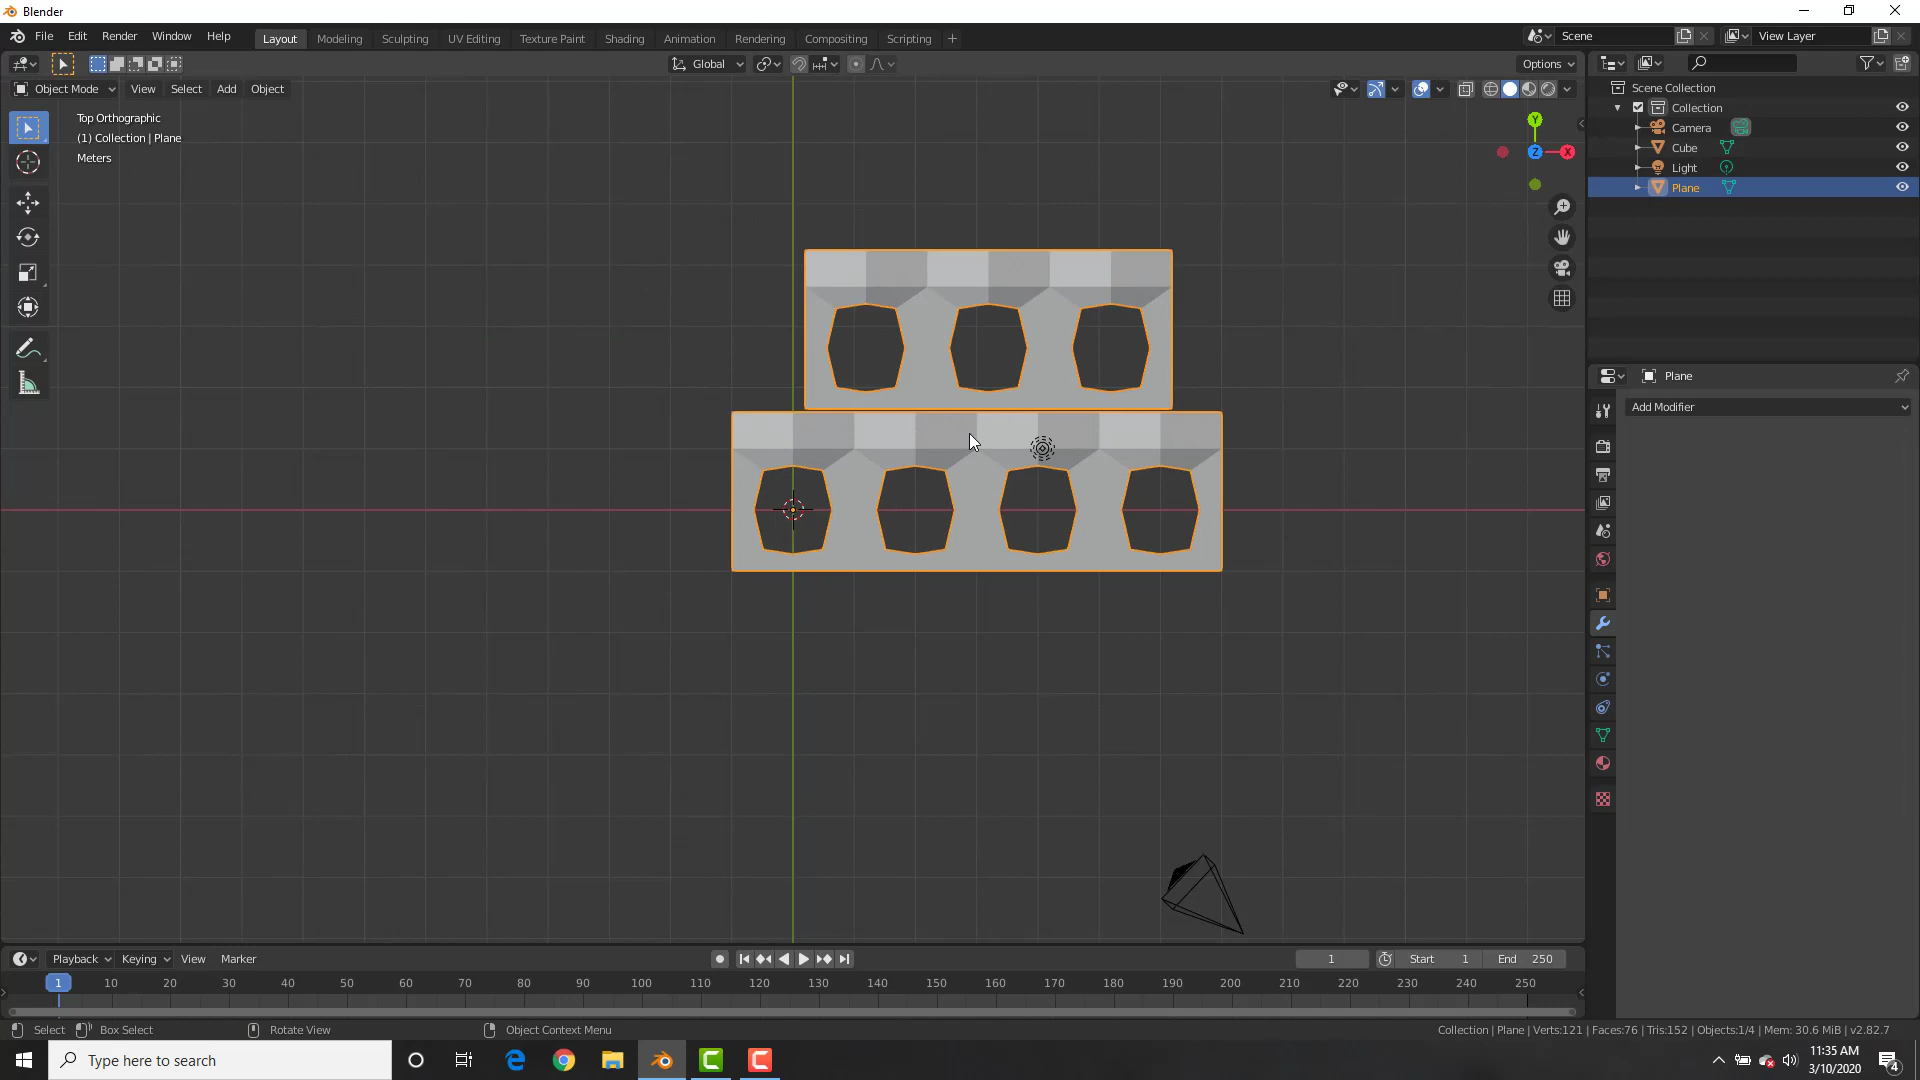 Blender
File Edit Render Window Help
Layout Modeling Sculpting UV Editing Texture Paint Shading Animation Rendering Compositing Scripting +
Scene
View Layer
Global
Options
Object Mode View Select Add Object
Top Orthographic
(1) Collection | Plane
Meters
Y
Z
X
Scene Collection
Collection
Camera
Cube
Light
Plane
Plane
Add Modifier
Playback Keying View Marker
1
Start 1
End 250
1 10 20 30 40 50 60 70 80 90 100 110 120 130 140 150 160 170 180 190 200 210 220 230 240 250
Select Box Select Rotate View Object Context Menu
Collection | Plane | Verts:121 | Faces:76 | Tris:152 | Objects:1/4 | Mem: 30.6 MiB | v2.82.7
Type here to search
11:35 AM
3/10/2020
4